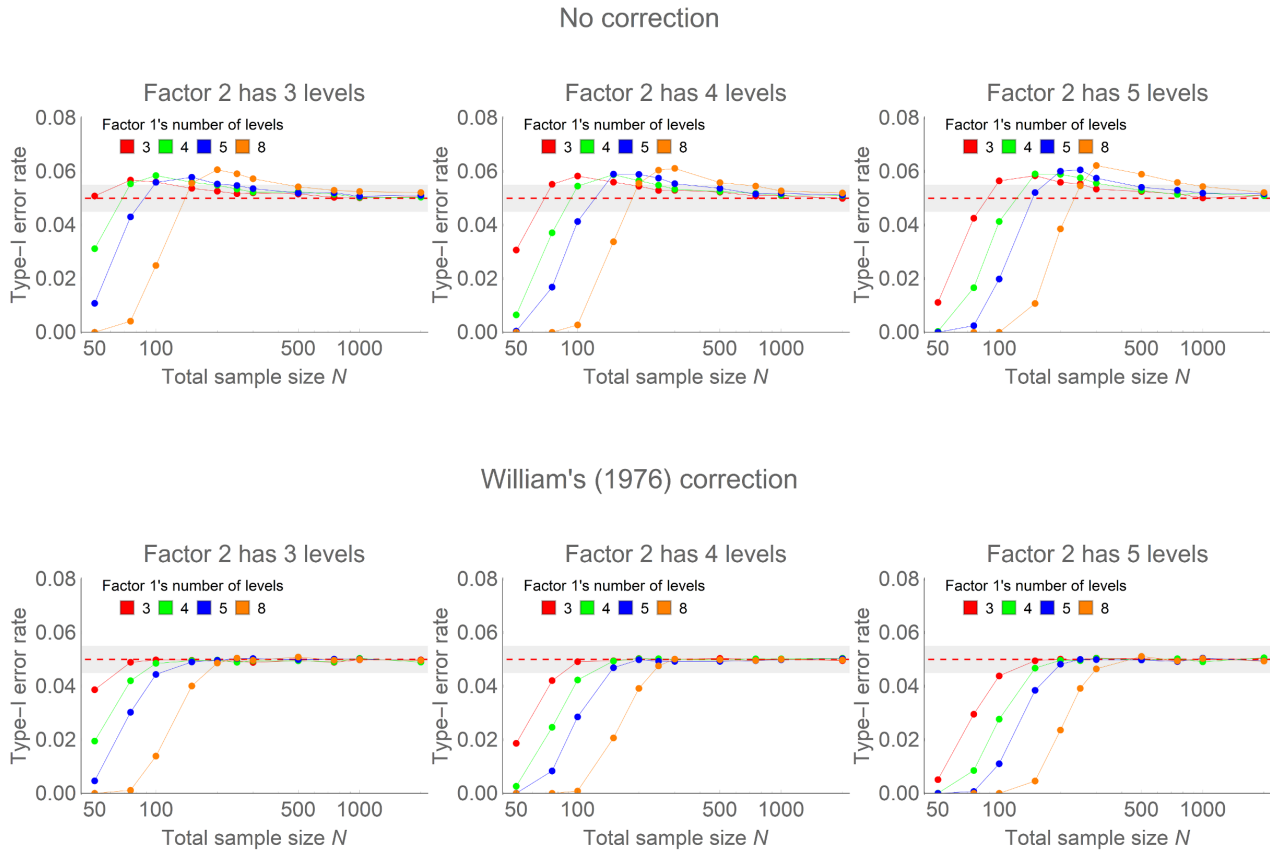 No correction
Factor 2 has 3 levels
Factor 1's number of levels
3 4 5 8
0.08
0.06
0.04
0.02
0.00
Type-I error rate
50 100 500 1000
Total sample size N
Factor 2 has 4 levels
Factor 1's number of levels
3 4 5 8
0.08
0.06
0.04
0.02
0.00
Type-I error rate
50 100 500 1000
Total sample size N
Factor 2 has 5 levels
Factor 1's number of levels
3 4 5 8
0.08
0.06
0.04
0.02
0.00
Type-I error rate
50 100 500 1000
Total sample size N
William's (1976) correction
Factor 2 has 3 levels
Factor 1's number of levels
3 4 5 8
0.08
0.06
0.04
0.02
0.00
Type-I error rate
50 100 500 1000
Total sample size N
Factor 2 has 4 levels
Factor 1's number of levels
3 4 5 8
0.08
0.06
0.04
0.02
0.00
Type-I error rate
50 100 500 1000
Total sample size N
Factor 2 has 5 levels
Factor 1's number of levels
3 4 5 8
0.08
0.06
0.04
0.02
0.00
Type-I error rate
50 100 500 1000
Total sample size N